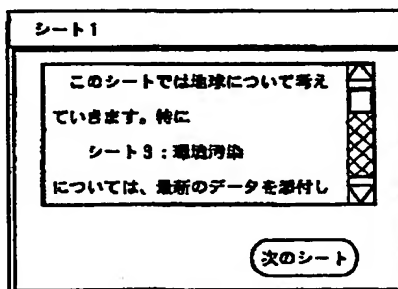 シート1
このシートでは地球について考え
ていきます。特に
シート3：環境汚染
については、最新のデータを添付し
次のシート